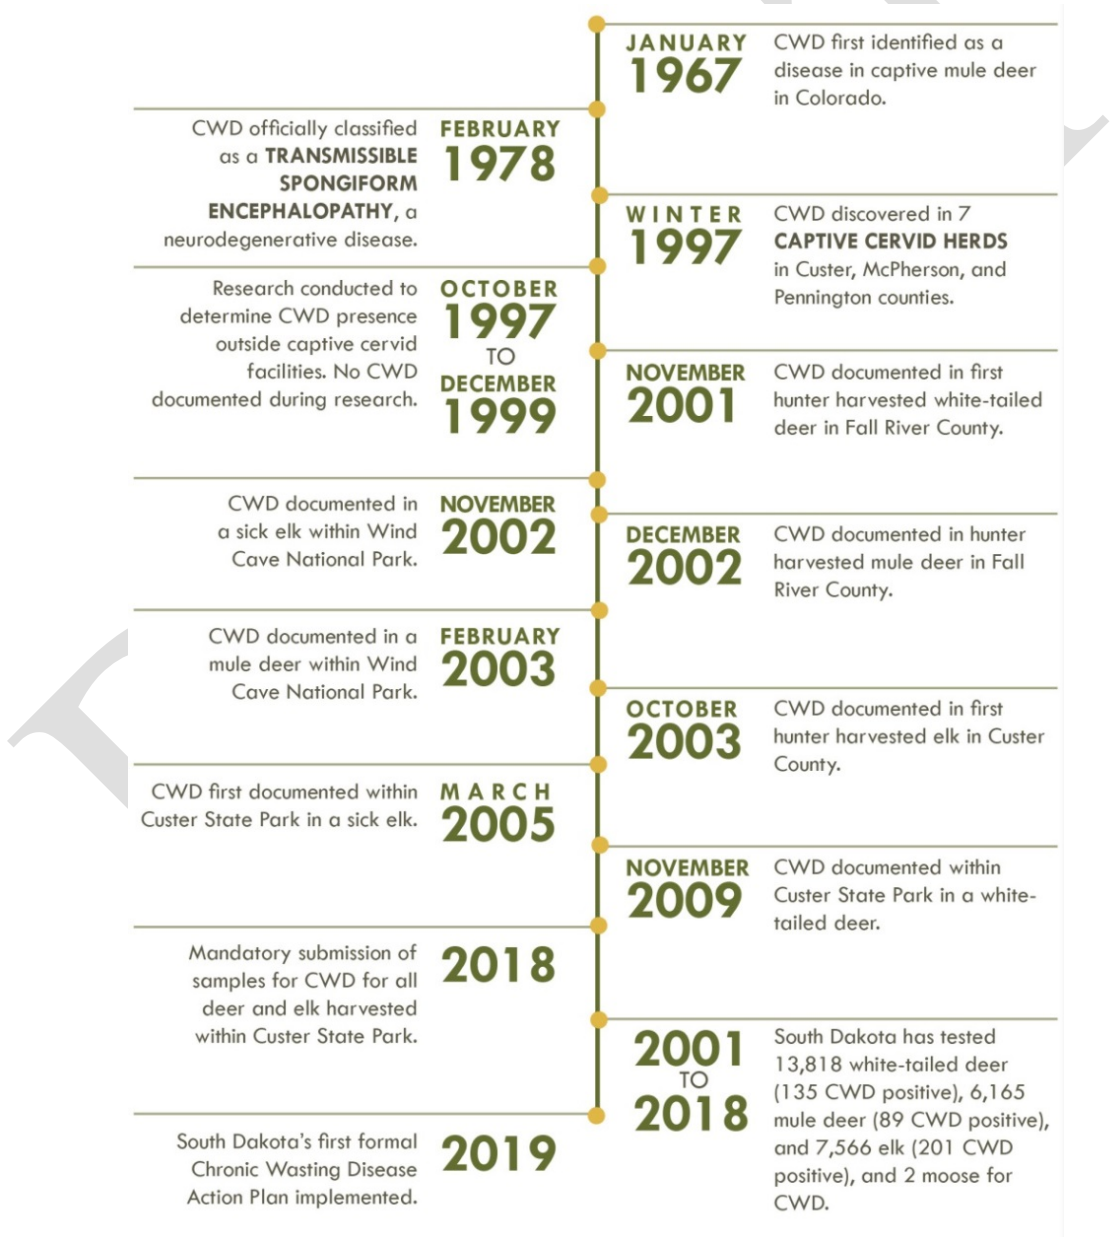 JANUARY
1967
CWD first identified as a
disease in captive mule deer
in Colorado.
CWD officially classified
as a TRANSMISSIBLE
SPONGIFORM
ENCEPHALOPATHY, a
neurodegenerative disease.
FEBRUARY
1978
WINTER
1997
CWD discovered in 7
CAPTIVE CERVID HERDS
in Custer, McPherson, and
Pennington counties.
Research conducted to
determine CWD presence
outside captive cervid
facilities. No CWD
documented during research.
OCTOBER
1997
TO
DECEMBER
1999
NOVEMBER
2001
CWD documented in first
hunter harvested white-tailed
deer in Fall River County.
CWD documented in
a sick elk within Wind
Cave National Park.
NOVEMBER
2002
DECEMBER
2002
CWD documented in hunter
harvested mule deer in Fall
River County.
CWD documented in a
mule deer within Wind
Cave National Park.
FEBRUARY
2003
OCTOBER
2003
CWD documented in first
hunter harvested elk in Custer
County.
CWD first documented within
Custer State Park in a sick elk.
MARCH
2005
NOVEMBER
2009
CWD documented within
Custer State Park in a white-
tailed deer.
Mandatory submission of
samples for CWD for all
deer and elk harvested
within Custer State Park.
2018
2001
TO
2018
South Dakota has tested
13,818 white-tailed deer
(135 CWD positive), 6,165
mule deer (89 CWD positive),
and 7,566 elk (201 CWD
positive), and 2 moose for
CWD.
South Dakota's first formal
Chronic Wasting Disease
Action Plan implemented.
2019